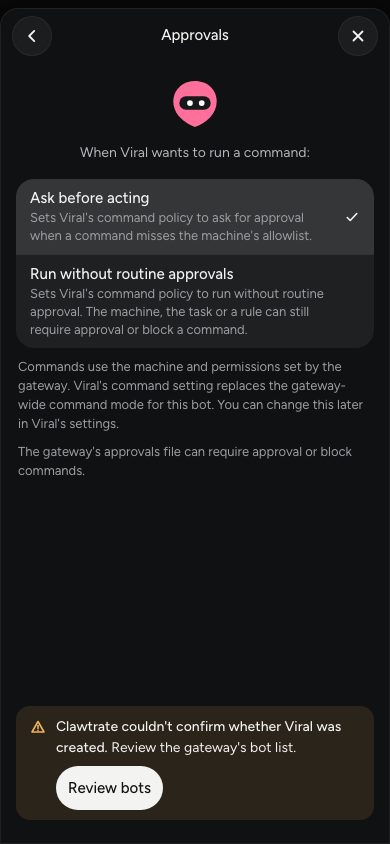 Approvals
When Viral wants to run a command:
Ask before acting
Sets Viral's command policy to ask for approval
when a command misses the machine's allowlist.
Run without routine approvals
Sets Viral's command policy to run without routine
approval. The machine, the task or a rule can still
require approval or block a command.
Commands use the machine and permissions set by the
gateway. Viral's command setting replaces the gateway-
wide command mode for this bot. You can change this later
in Viral's settings.
The gateway's approvals file can require approval or block
commands.
Clawtrate couldn't confirm whether Viral was
created. Review the gateway's bot list.
Review bots